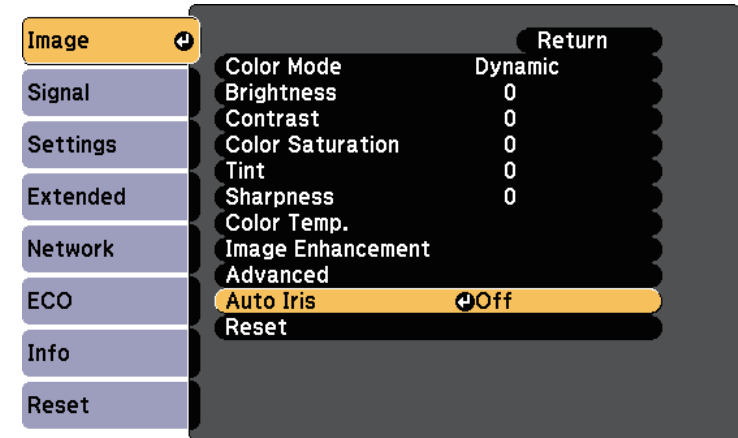 Image
Signal
Settings
Extended
Network
ECO
Info
Reset
Return
Color Mode Dynamic
Brightness 0
Contrast 0
Color Saturation 0
Tint 0
Sharpness 0
Color Temp.
Image Enhancement
Advanced
Auto Iris Off
Reset